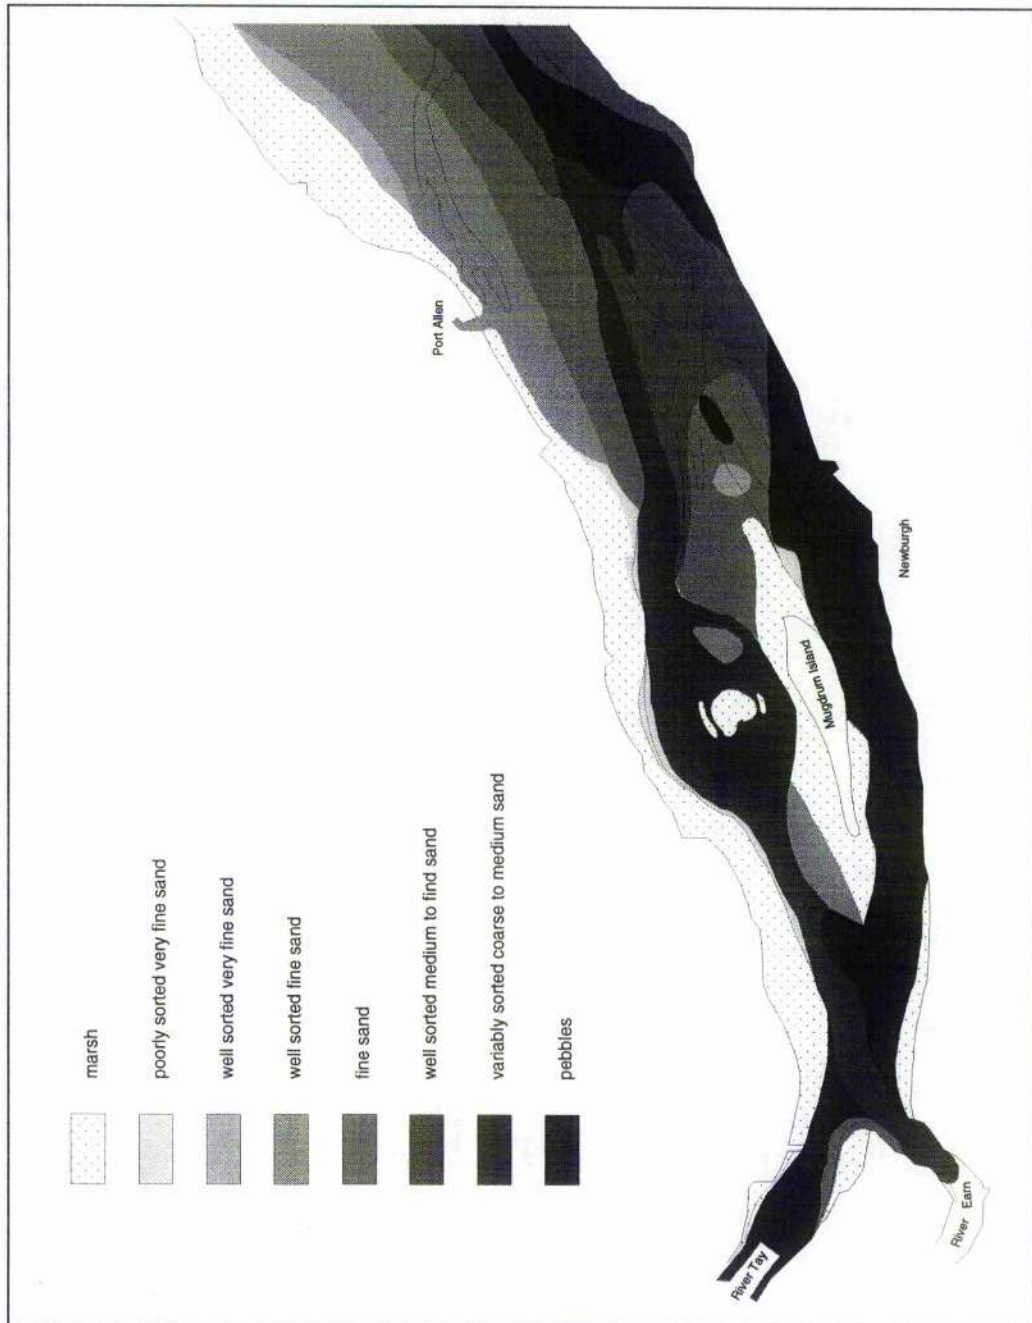 marsh
poorly sorted very fine sand
well sorted very fine sand
well sorted fine sand
fine sand
well sorted medium to find sand
variably sorted coarse to medium sand
pebbles
Port Allen
Mugdrum Island
Newburgh
River Tay
River Earn